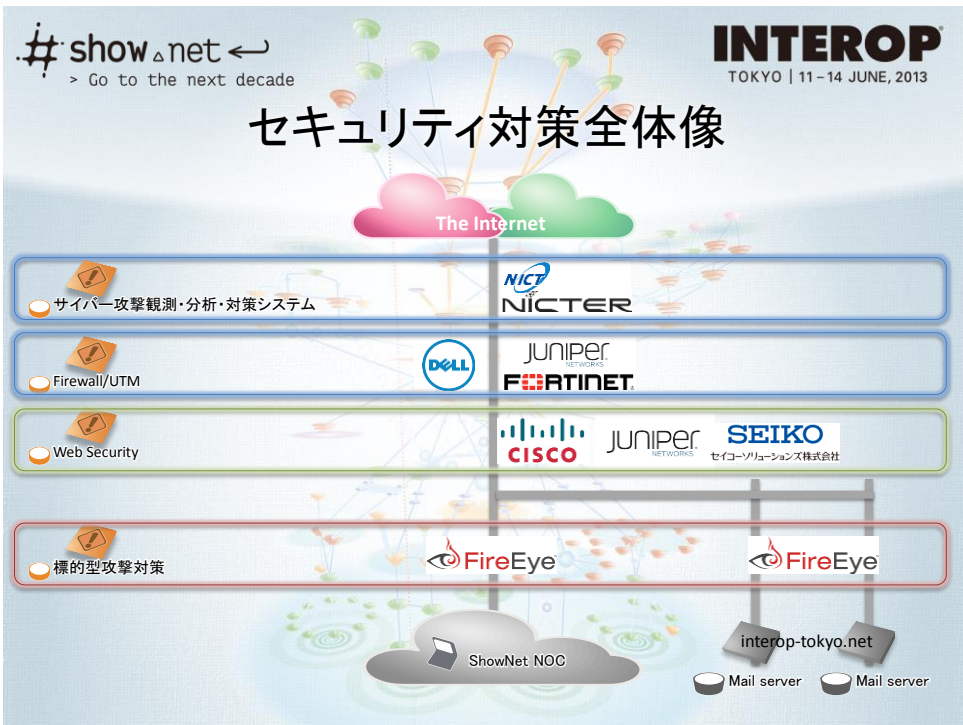 show net
> Go to the next decade
INTEROP
TOKYO | 11-14 JUNE, 2013
セキュリティ対策全体像
The Internet
サイバー攻撃観測・分析・対策システム
NICT
NICTER
Firewall/UTM
DELL
JUNIPER
NETWORKS
FORTINET
Web Security
CISCO
JUNIPER
NETWORKS
SEIKO
セイコーソリューションズ株式会社
標的型攻撃対策
FireEye
FireEye
ShowNet NOC
interop-tokyo.net
Mail server
Mail server